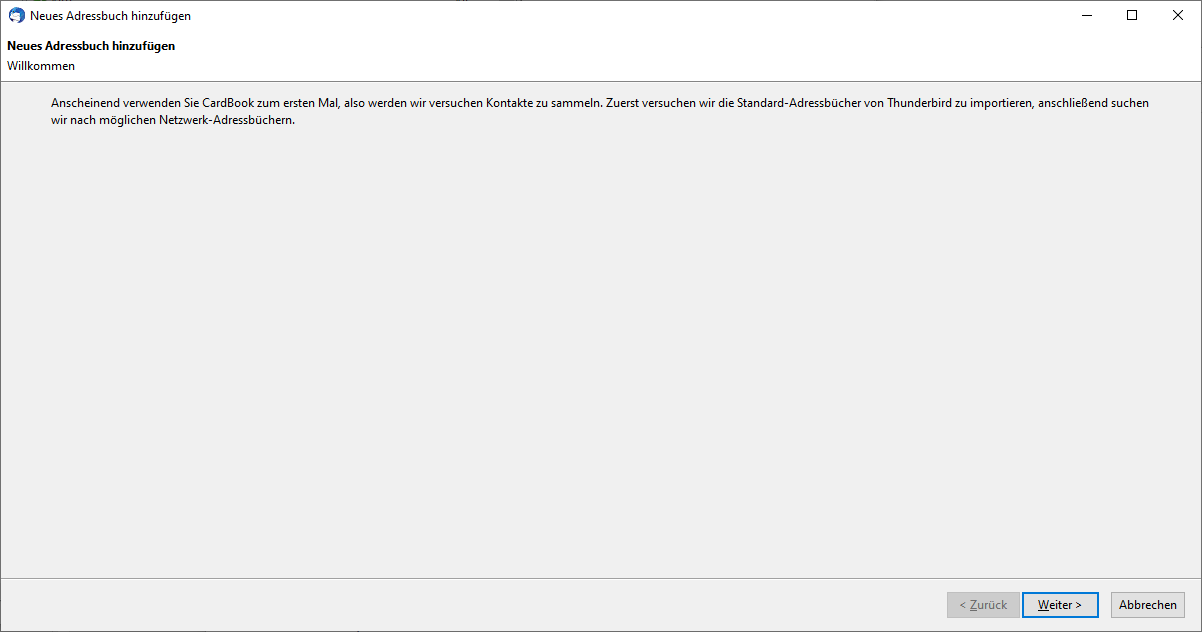 Neues Adressbuch hinzufügen
Neues Adressbuch hinzufügen
Willkommen
Anscheinend verwenden Sie CardBook zum ersten Mal, also werden wir versuchen Kontakte zu sammeln. Zuerst versuchen wir die Standard-Adressbücher von Thunderbird zu importieren, anschließend suchen
wir nach möglichen Netzwerk-Adressbüchern.
< Zurück
Weiter >
Abbrechen